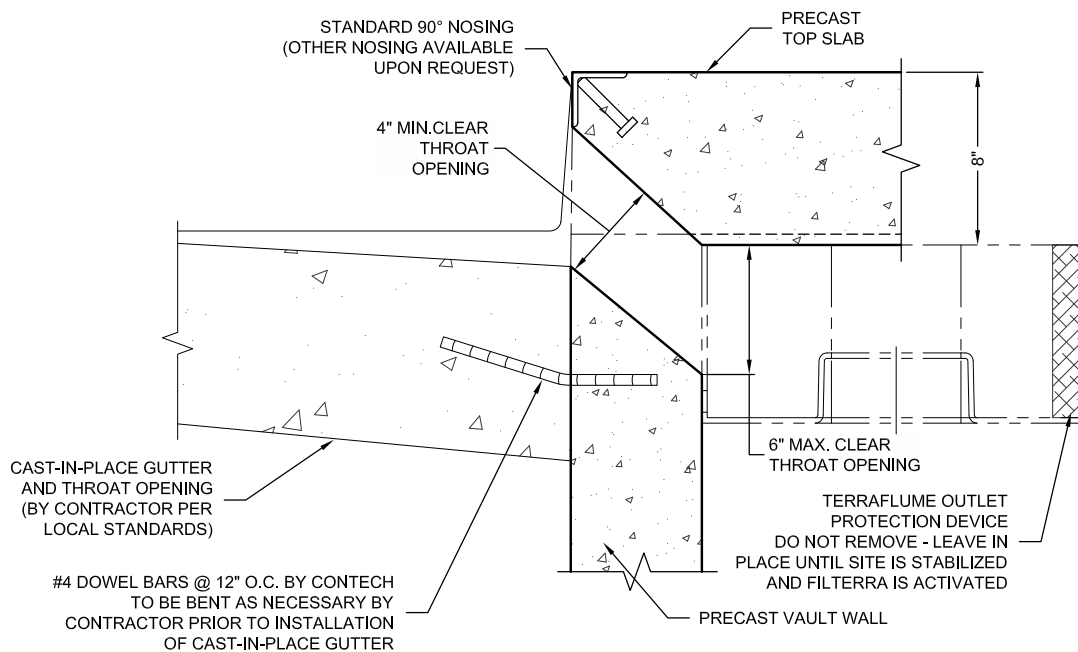 STANDARD 90° NOSING
(OTHER NOSING AVAILABLE
UPON REQUEST)
PRECAST
TOP SLAB
4" MIN.CLEAR
THROAT
OPENING
8"
6" MAX. CLEAR
THROAT OPENING
CAST-IN-PLACE GUTTER
AND THROAT OPENING
(BY CONTRACTOR PER
LOCAL STANDARDS)
TERRAFLUME OUTLET
PROTECTION DEVICE
DO NOT REMOVE - LEAVE IN
PLACE UNTIL SITE IS STABILIZED
AND FILTERRA IS ACTIVATED
#4 DOWEL BARS @ 12" O.C. BY CONTECH
TO BE BENT AS NECESSARY BY
CONTRACTOR PRIOR TO INSTALLATION
OF CAST-IN-PLACE GUTTER
PRECAST VAULT WALL